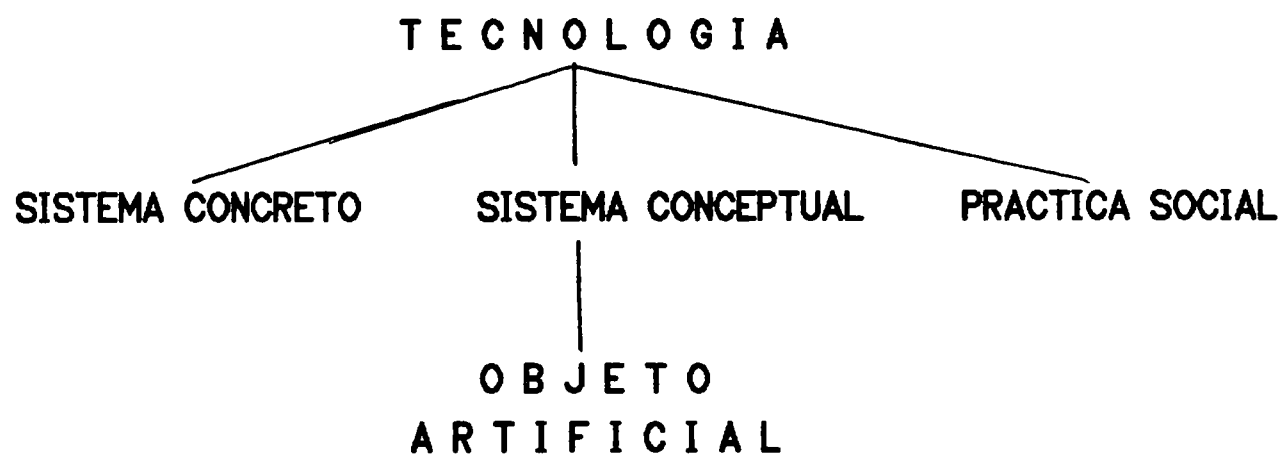 TECNOLOGIA
SISTEMA CONCRETO SISTEMA CONCEPTUAL PRACTICA SOCIAL
OBJETO
ARTIFICIAL